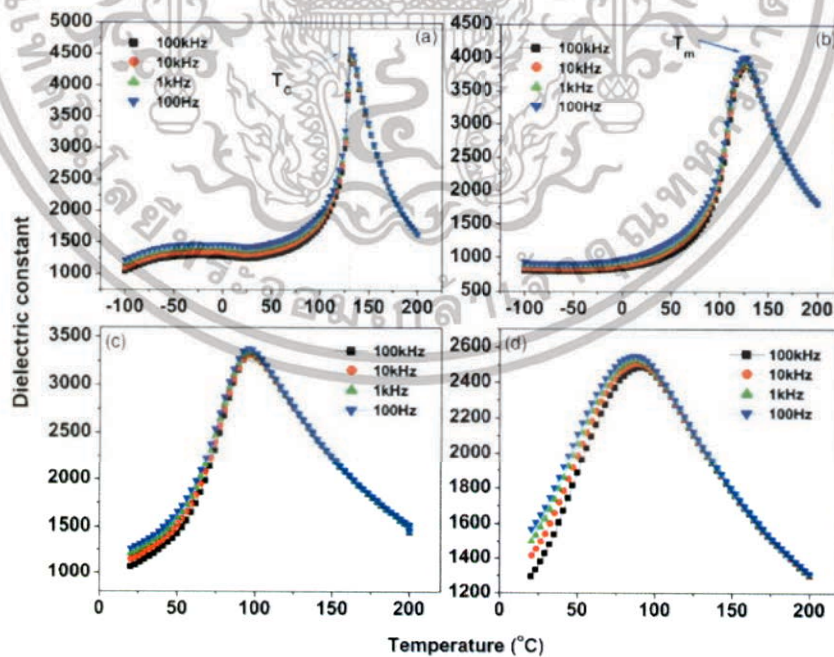 5000
4500
4000
3500
3000
2500
2000
1500
1000
-100 -50 0 50 100 150 200
100kHz
10kHz
1kHz
100Hz
(a)
T_c
4500
4000
3500
3000
2500
2000
1500
1000
500
-100 -50 0 50 100 150 200
100kHz
10kHz
1kHz
100Hz
(b)
T_m
Dielectric constant
3500
3000
2500
2000
1500
1000
0 50 100 150 200
(c)
100kHz
10kHz
1kHz
100Hz
2600
2400
2200
2000
1800
1600
1400
1200
0 50 100 150 200
(d)
100kHz
10kHz
1kHz
100Hz
Temperature (°C)